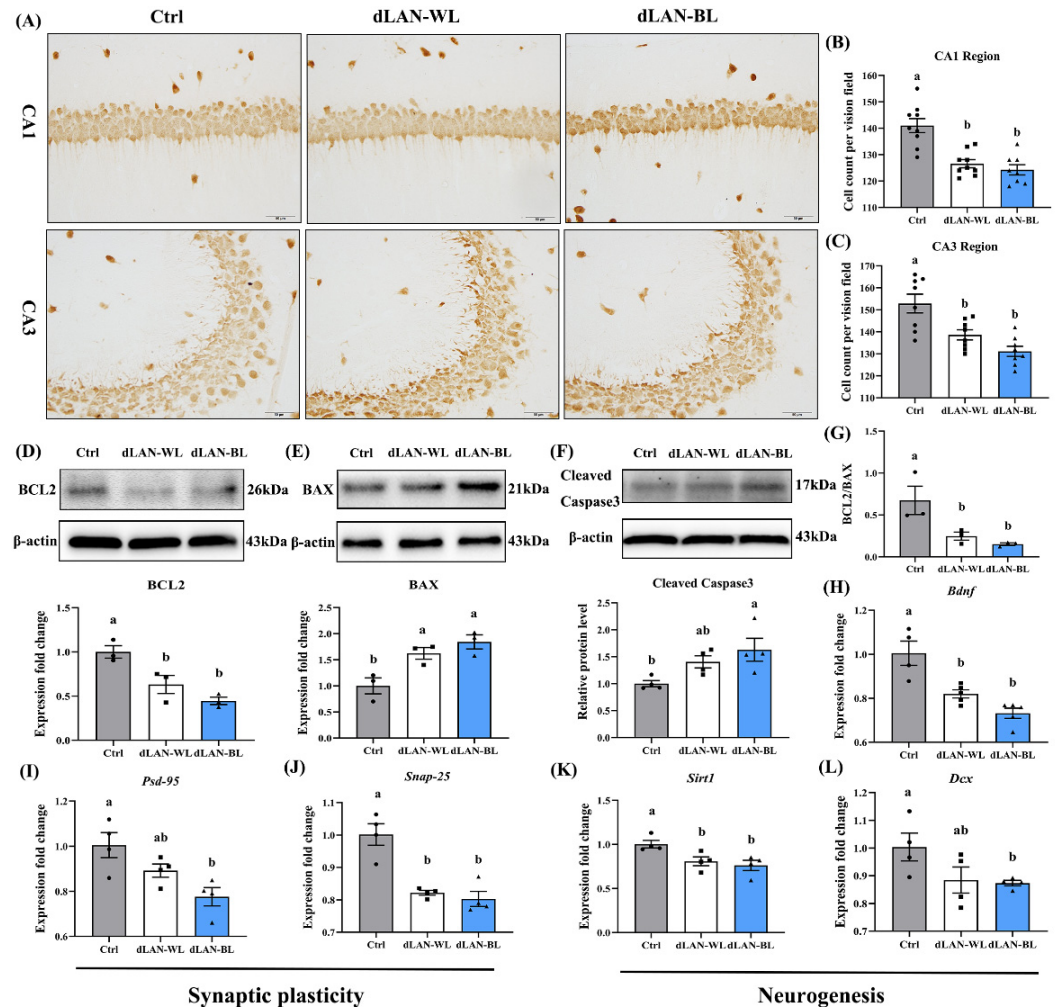 (A)
Ctrl
dLAN-WL
dLAN-BL
CA1
CA3
(B)
CA1 Region
Cell count per vision field
160
150
140
130
120
110
a
b
b
Ctrl
dLAN-WL
dLAN-BL
(C)
CA3 Region
Cell count per vision field
170
160
150
140
130
120
110
a
b
b
Ctrl
dLAN-WL
dLAN-BL
(D)
Ctrl
dLAN-WL
dLAN-BL
BCL2
26kDa
β-actin
43kDa
BCL2
Expression fold change
1.5
1.0
0.5
0.0
a
b
b
Ctrl
dLAN-WL
dLAN-BL
(E)
Ctrl
dLAN-WL
dLAN-BL
BAX
21kDa
β-actin
43kDa
BAX
Expression fold change
2.5
2.0
1.5
1.0
0.5
0.0
b
a
a
Ctrl
dLAN-WL
dLAN-BL
(F)
Ctrl
dLAN-WL
dLAN-BL
Cleaved
Caspase3
17kDa
β-actin
43kDa
Cleaved Caspase3
Relative protein level
2.5
2.0
1.5
1.0
0.5
0.0
b
ab
a
Ctrl
dLAN-WL
dLAN-BL
(G)
BCL2/BAX
1.5
1.0
0.5
0.0
a
b
b
Ctrl
dLAN-WL
dLAN-BL
(H)
Bdnf
Expression fold change
1.2
1.0
0.8
0.6
a
b
b
Ctrl
dLAN-WL
dLAN-BL
(I)
Psd-95
Expression fold change
1.2
1.0
0.8
0.6
a
ab
b
Ctrl
dLAN-WL
dLAN-BL
(J)
Snap-25
Expression fold change
1.2
1.1
1.0
0.9
0.8
0.7
a
b
b
Ctrl
dLAN-WL
dLAN-BL
(K)
Sirt1
Expression fold change
1.5
1.0
0.5
0.0
a
b
b
Ctrl
dLAN-WL
dLAN-BL
(L)
Dcx
Expression fold change
1.2
1.1
1.0
0.9
0.8
0.7
a
ab
b
Ctrl
dLAN-WL
dLAN-BL
Synaptic plasticity
Neurogenesis